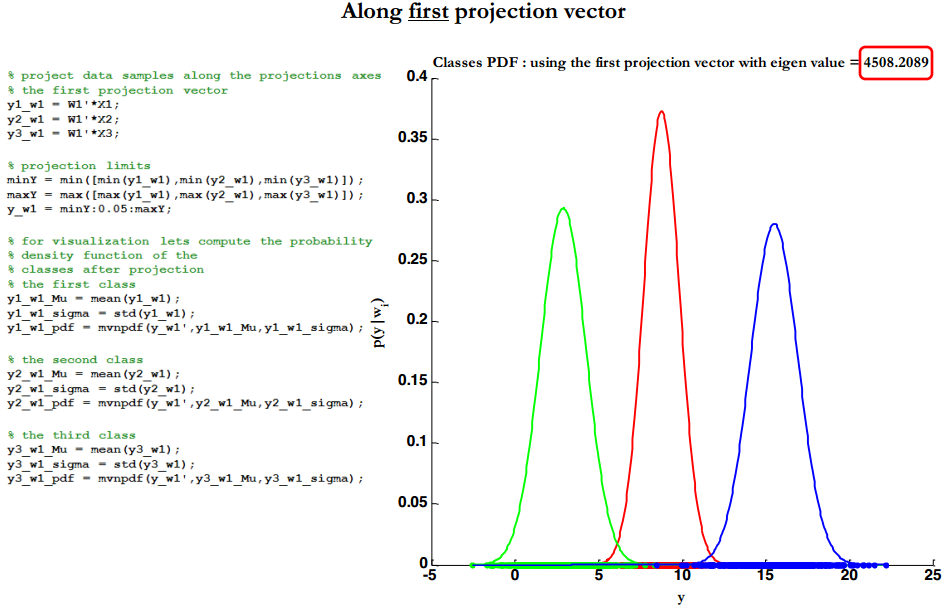 Along first projection vector
% project data samples along the projections axes
% the first projection vector
y1_w1 = W1'*X1;
y2_w1 = W1'*X2;
y3_w1 = W1'*X3;
% projection limits
minY = min([min(y1_w1),min(y2_w1),min(y3_w1)]);
maxY = max([max(y1_w1),max(y2_w1),max(y3_w1)]);
y_w1 = minY:0.05:maxY;
% for visualization lets compute the probability
% density function of the
% classes after projection
% the first class
y1_w1_Mu = mean(y1_w1);
y1_w1_sigma = std(y1_w1);
y1_w1_pdf = mvnpdf(y_w1',y1_w1_Mu,y1_w1_sigma);
% the second class
y2_w1_Mu = mean(y2_w1);
y2_w1_sigma = std(y2_w1);
y2_w1_pdf = mvnpdf(y_w1',y2_w1_Mu,y2_w1_sigma);
% the third class
y3_w1_Mu = mean(y3_w1);
y3_w1_sigma = std(y3_w1);
y3_w1_pdf = mvnpdf(y_w1',y3_w1_Mu,y3_w1_sigma);
Classes PDF : using the first projection vector with eigen value = 4508.2089
0.4
0.35
0.3
0.25
0.2
0.15
0.1
0.05
0
p(y|w_i)
-5 0 5 10 15 20 25
y